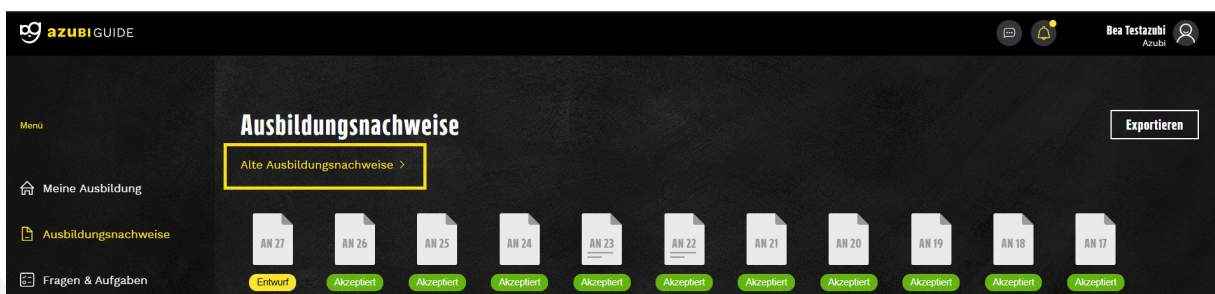 azubiGUIDE
Bea Testazubi
Azubi
Menü
Ausbildungsnachweise
Exportieren
Alte Ausbildungsnachweise >
Meine Ausbildung
Ausbildungsnachweise
Fragen & Aufgaben
AN 27 AN 26 AN 25 AN 24 AN 23 AN 22 AN 21 AN 20 AN 19 AN 18 AN 17
Entwurf Akzeptiert Akzeptiert Akzeptiert Akzeptiert Akzeptiert Akzeptiert Akzeptiert Akzeptiert Akzeptiert Akzeptiert